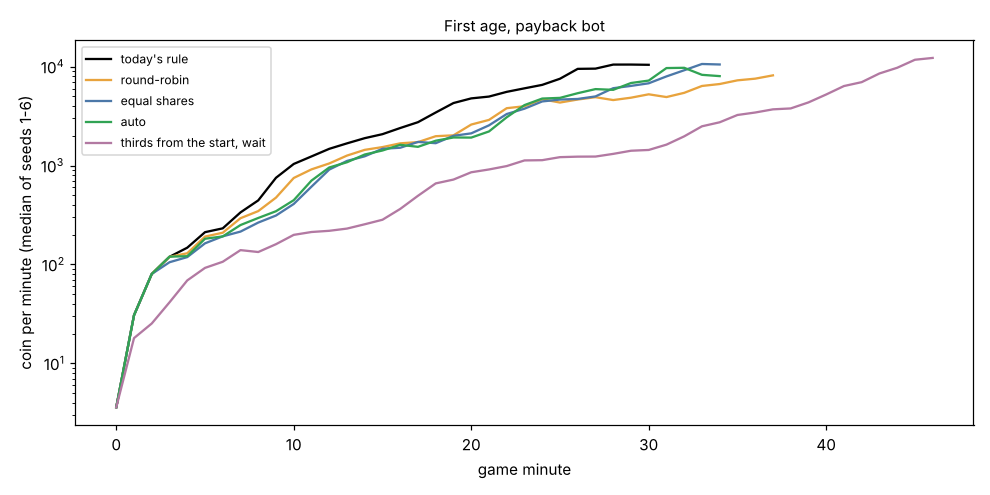 First age, payback bot
today's rule
round-robin
equal shares
auto
thirds from the start, wait
coin per minute (median of seeds 1-6)
10⁴
10³
10²
10¹
0 10 20 30 40
game minute